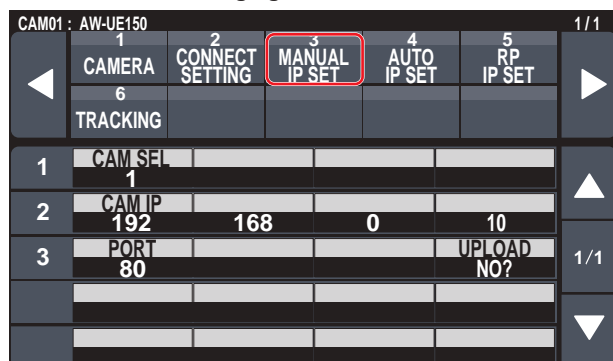 CAM01 : AW-UE150 1/1
1 2 3 4 5
CAMERA CONNECT SETTING MANUAL IP SET AUTO IP SET RP IP SET
6
TRACKING
1 CAM SEL
1
2 CAM IP
192 168 0 10
3 PORT UPLOAD
80 NO?
1/1